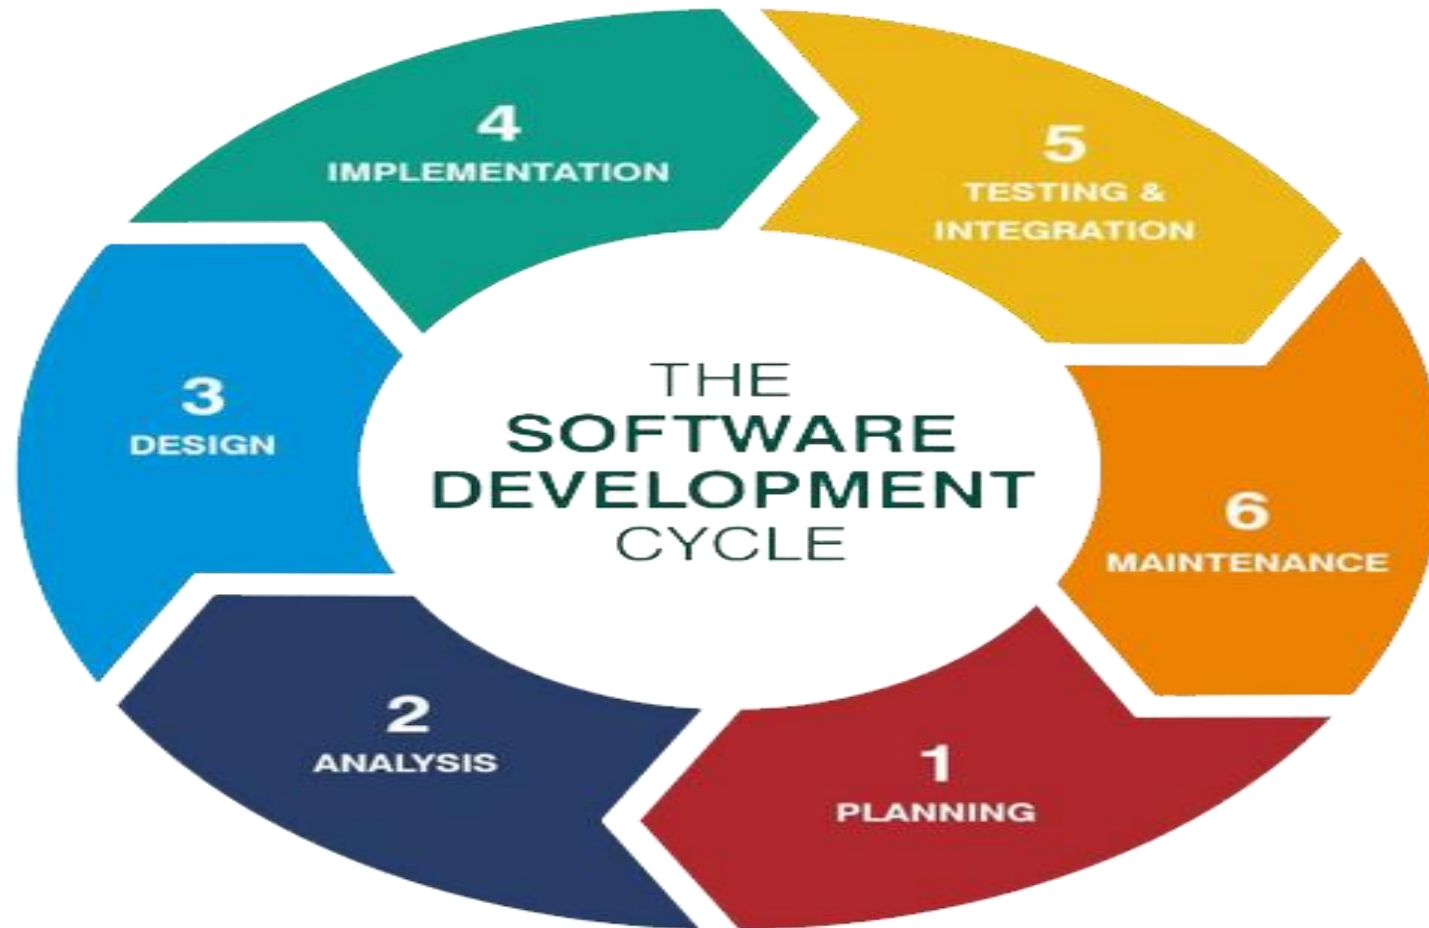 THE
SOFTWARE
DEVELOPMENT
CYCLE
1
PLANNING
2
ANALYSIS
3
DESIGN
4
IMPLEMENTATION
5
TESTING &
INTEGRATION
6
MAINTENANCE